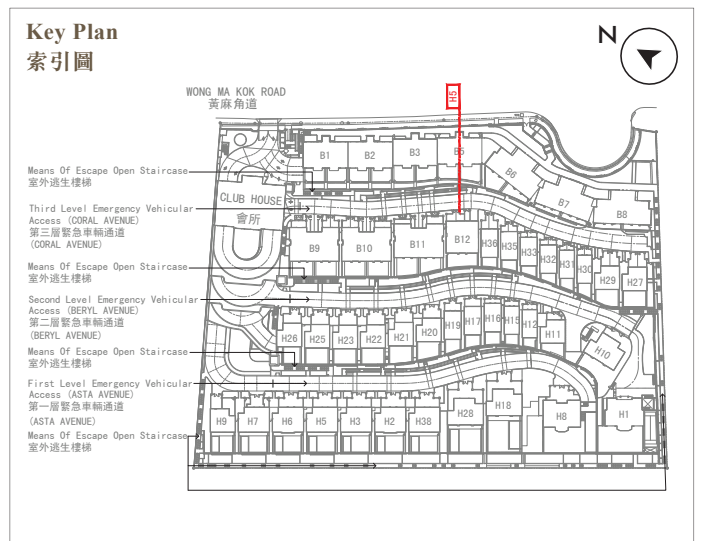 Key Plan
索引圖
N
H5
WONG MA KOK ROAD
黃麻角道
B1
B2
B3
B5
B6
B7
B8
Means Of Escape Open Staircase
室外逃生樓梯
CLUB HOUSE
會所
Third Level Emergency Vehicular
Access (CORAL AVENUE)
第三層緊急車輛通道
(CORAL AVENUE)
B9
B10
B11
B12
H36
H35
H33
H32
H31
H30
H29
H27
Means Of Escape Open Staircase
室外逃生樓梯
Second Level Emergency Vehicular
Access (BERYL AVENUE)
第二層緊急車輛通道
(BERYL AVENUE)
H26
H25
H23
H22
H21
H20
H19
H17
H16
H15
H12
H11
H10
Means Of Escape Open Staircase
室外逃生樓梯
First Level Emergency Vehicular
Access (ASTA AVENUE)
第一層緊急車輛通道
(ASTA AVENUE)
H9
H7
H6
H5
H3
H2
H38
H28
H18
H8
H1
Means Of Escape Open Staircase
室外逃生樓梯